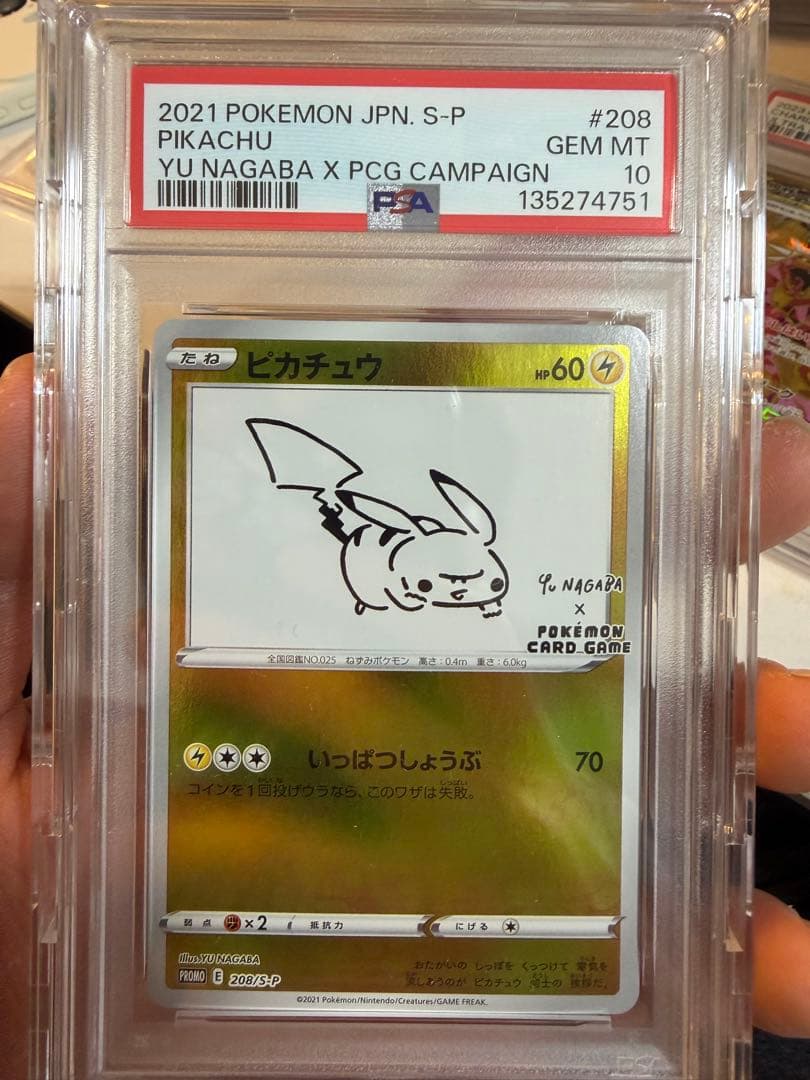 2021 POKEMON JPN. S-P #208
PIKACHU GEM MT
YU NAGABA X PCG CAMPAIGN 10
PSA 135274751
たね ピカチュウ HP60
YU NAGABA
×
POKÉMON
CARD GAME
全国図鑑NO.025 ねずみポケモン 高さ:0.4m 重さ:6.0kg
いっぱつしょうぶ 70
コインを1回投げウラなら、このワザは失敗。
弱点 ×2 抵抗力 にげる
Illus. YU NAGABA
おたがいの しっぽを くっつけて 電気を
PROMO E 208/S-P
流しあうのが ピカチュウ 同士の 挨拶だ。
©2021 Pokémon/Nintendo/Creatures/GAME FREAK.